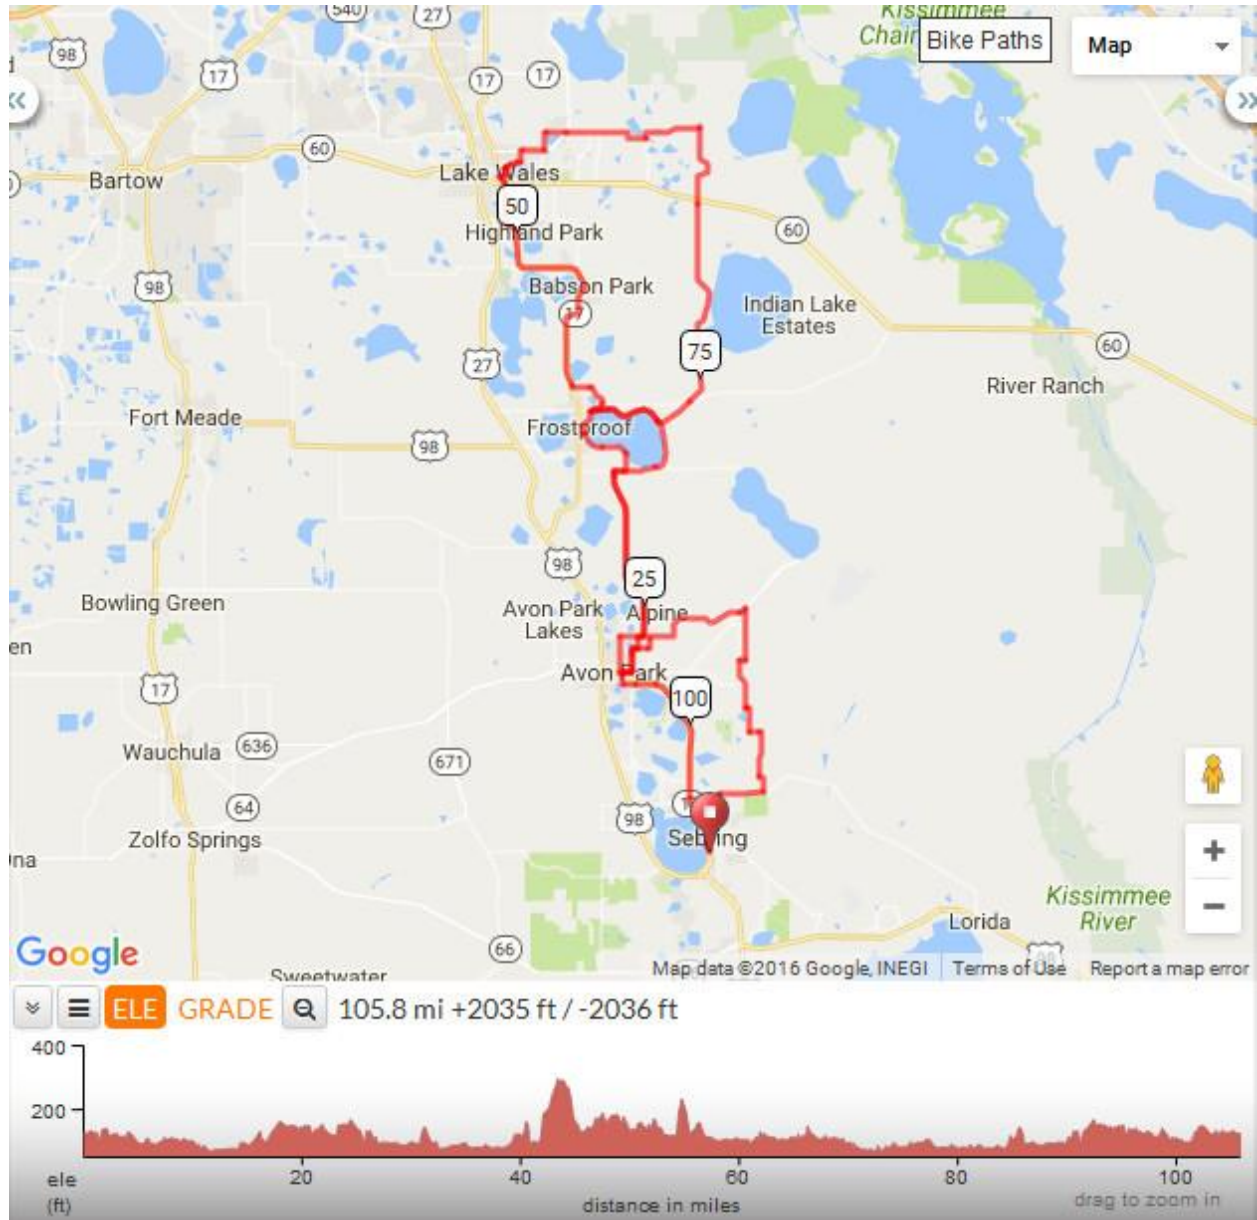 540
27
Kissimmee
Chain
Bike Paths
Map
98
17
17
17
60
Bartow
Lake Wales
50
Highland Park
60
98
Babson Park
17
Indian Lake
Estates
27
75
60
River Ranch
Fort Meade
98
Frostproof
98
25
Bowling Green
Avon Park
Lakes
Alpine
en
Avon Park
17
100
Wauchula
636
671
64
98
Zolfo Springs
Sebring
na
Kissimmee
River
Lorida
66
Google
Sweetwater
98
Map data ©2016 Google, INEGI
Terms of Use
Report a map error
ELE
GRADE
105.8 mi +2035 ft / -2036 ft
400
200
ele
(ft)
20
40
60
80
100
distance in miles
drag to zoom in